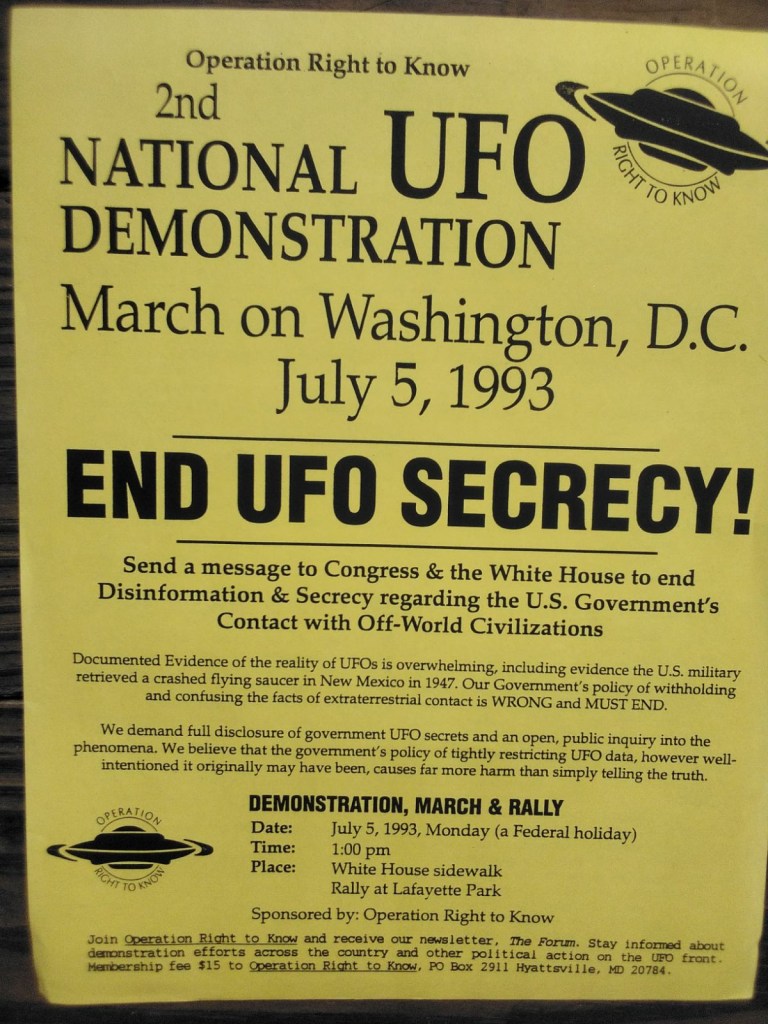 Operation Right to Know
2nd
NATIONAL UFO
DEMONSTRATION
OPERATION
RIGHT TO KNOW
March on Washington, D.C.
July 5, 1993
END UFO SECRECY!
Send a message to Congress & the White House to end
Disinformation & Secrecy regarding the U.S. Government's
Contact with Off-World Civilizations
Documented Evidence of the reality of UFOs is overwhelming, including evidence the U.S. military
retrieved a crashed flying saucer in New Mexico in 1947. Our Government's policy of withholding
and confusing the facts of extraterrestrial contact is WRONG and MUST END.
We demand full disclosure of government UFO secrets and an open, public inquiry into the
phenomena. We believe that the government's policy of tightly restricting UFO data, however well-
intentioned it originally may have been, causes far more harm than simply telling the truth.
DEMONSTRATION, MARCH & RALLY
Date: July 5, 1993, Monday (a Federal holiday)
Time: 1:00 pm
Place: White House sidewalk
Rally at Lafayette Park
OPERATION
RIGHT TO KNOW
Sponsored by: Operation Right to Know
Join Operation Right to Know and receive our newsletter, The Forum. Stay informed about
demonstration efforts across the country and other political action on the UFO front.
Membership fee $15 to Operation Right to Know, PO Box 2911 Hyattsville, MD 20784.